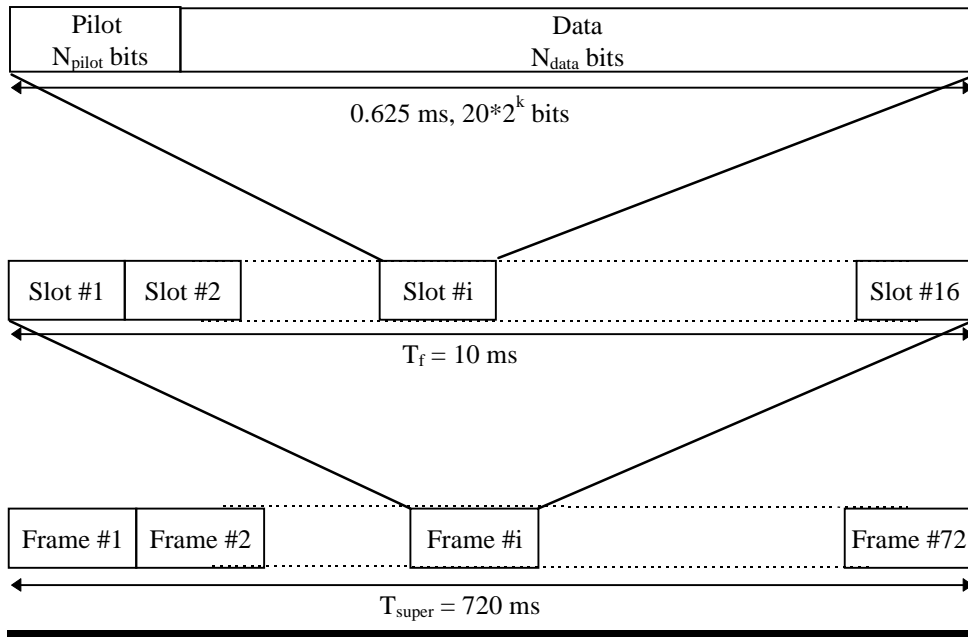 Pilot
N_pilot bits
Data
N_data bits
0.625 ms, 20*2^k bits
Slot #1
Slot #2
Slot #i
Slot #16
T_f = 10 ms
Frame #1
Frame #2
Frame #i
Frame #72
T_super = 720 ms